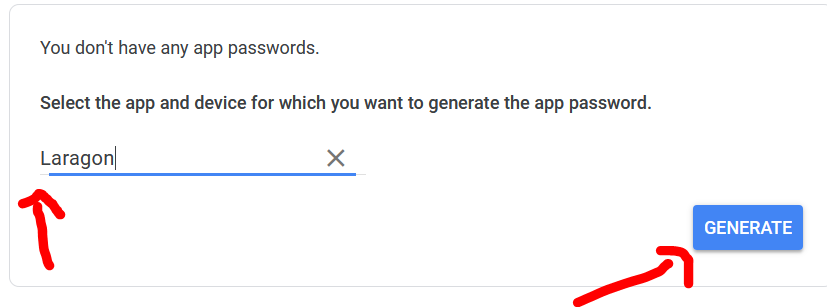 You don't have any app passwords.
Select the app and device for which you want to generate the app password.
Laragon
GENERATE